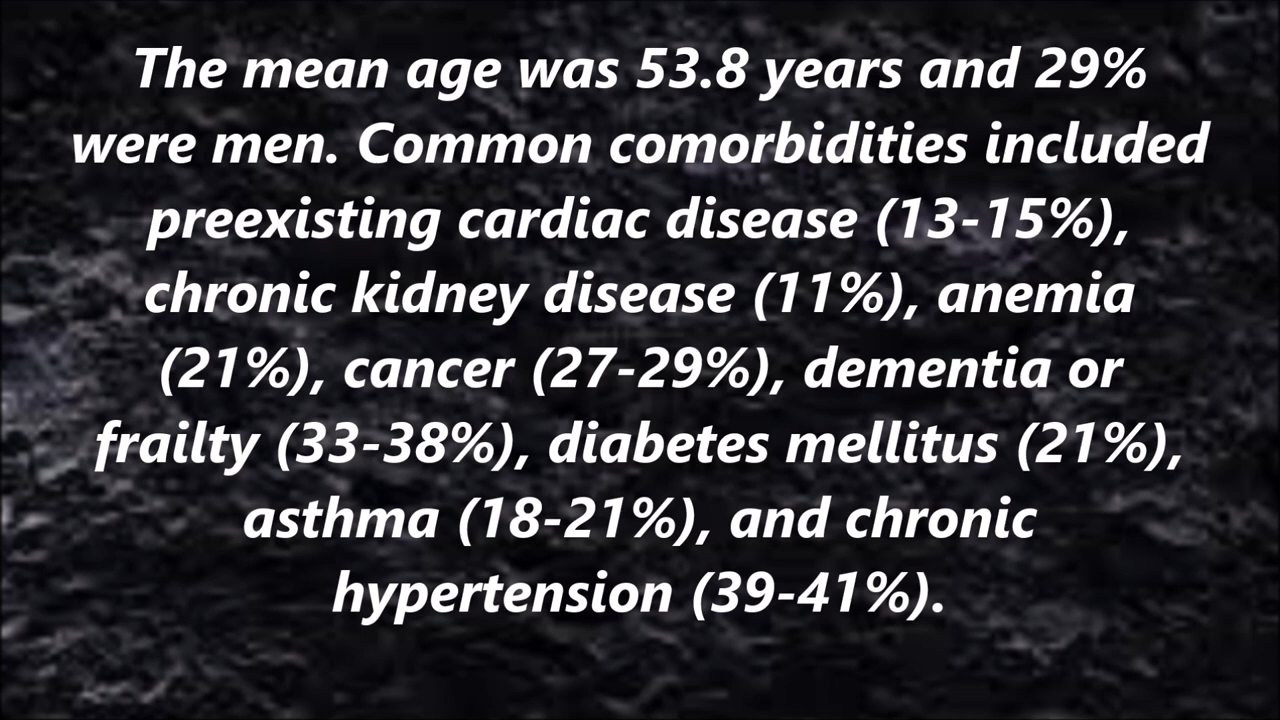 The mean age was 53.8 years and 29%
were men. Common comorbidities included
preexisting cardiac disease (13-15%),
chronic kidney disease (11%), anemia
(21%), cancer (27-29%), dementia or
frailty (33-38%), diabetes mellitus (21%),
asthma (18-21%), and chronic
hypertension (39-41%).